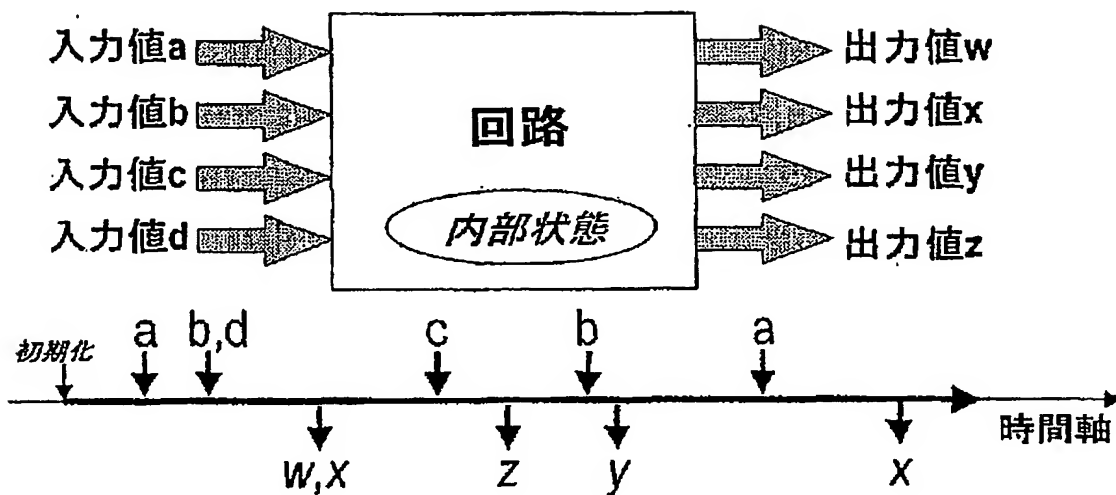 入力値a
入力値b
入力値c
入力値d
回路
内部状態
出力値w
出力値x
出力値y
出力値z
初期化
a
b,d
c
b
a
時間軸
w,x
z
y
x